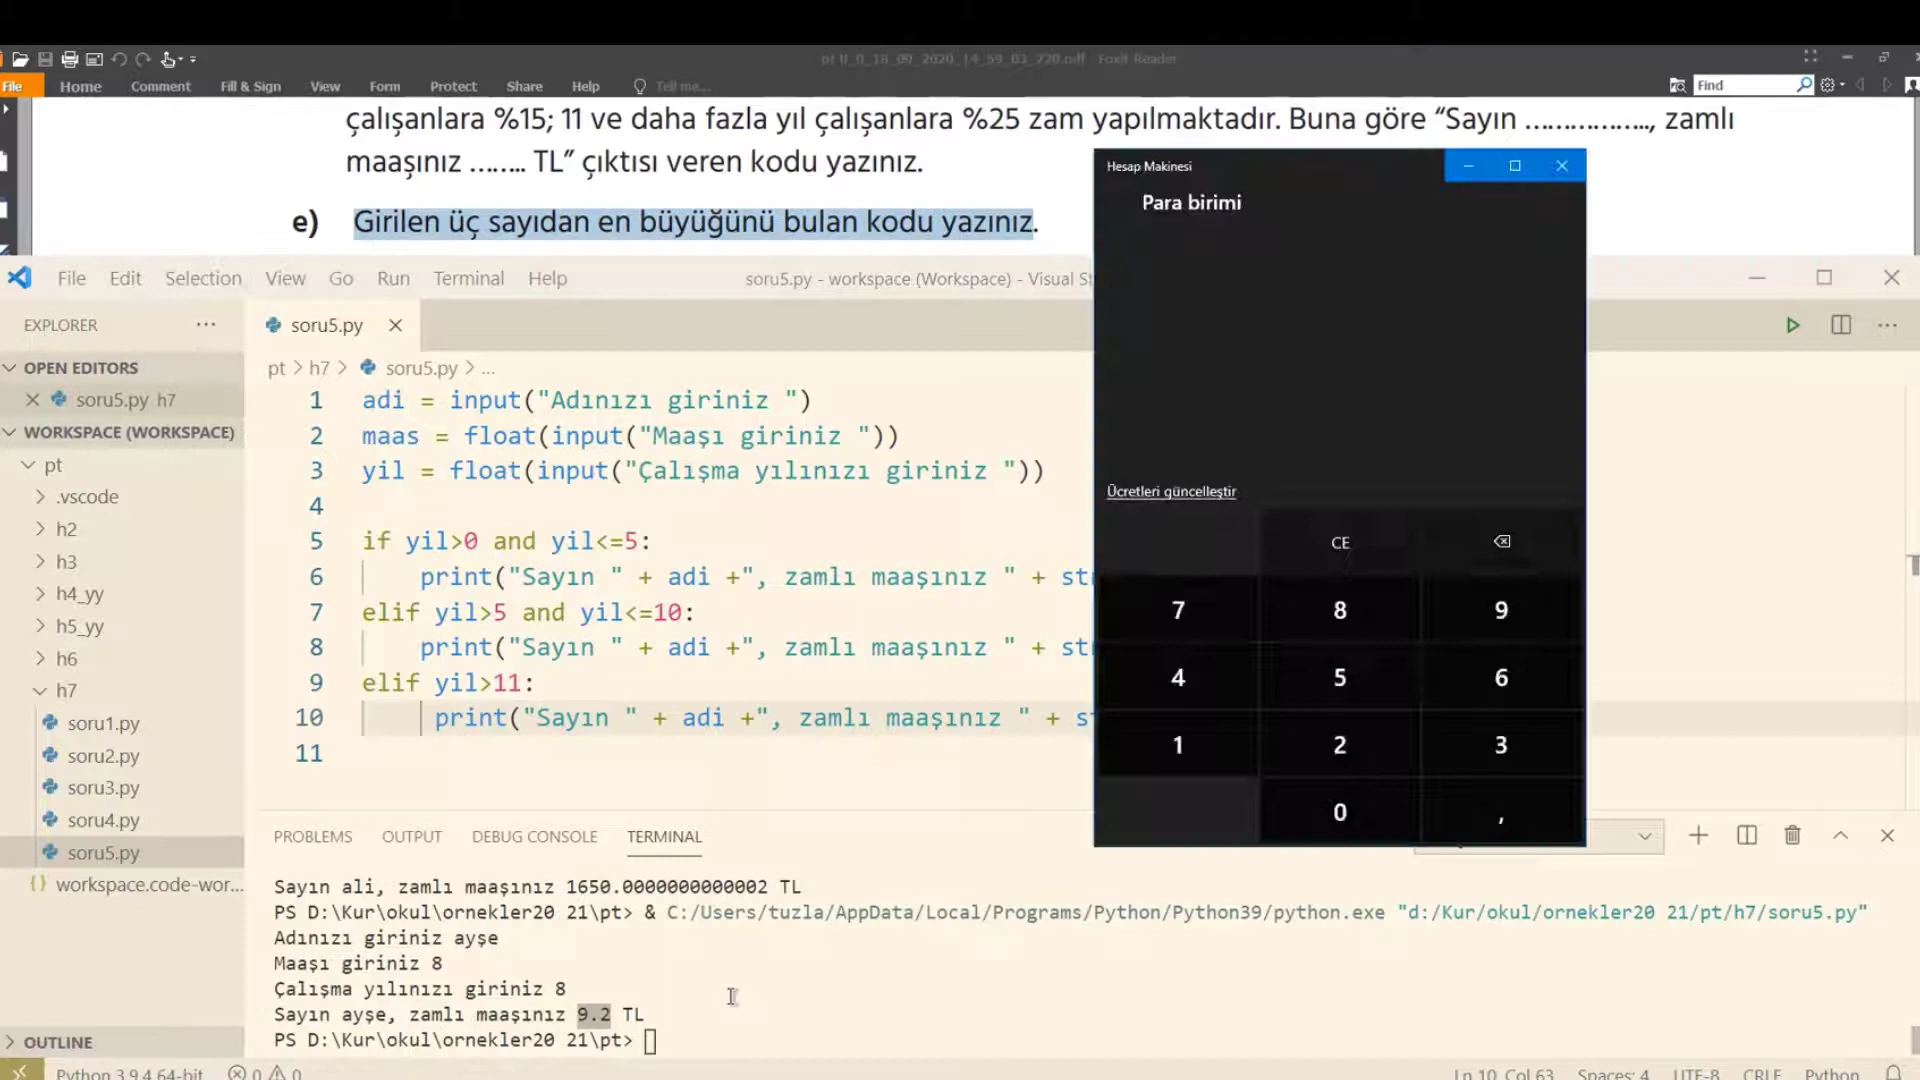 pt II_0_18_09_2020_14_59_03_720.pdf - Foxit Reader
File Home Comment Fill & Sign View Form Protect Share Help Tell me... Find
çalışanlara %15; 11 ve daha fazla yıl çalışanlara %25 zam yapılmaktadır. Buna göre “Sayın ................., zamlı
maaşınız ........ TL” çıktısı veren kodu yazınız.
e) Girilen üç sayıdan en büyüğünü bulan kodu yazınız.
Hesap Makinesi
Para birimi
Ücretleri güncelleştir
CE
7 8 9
4 5 6
1 2 3
0 ,
File Edit Selection View Go Run Terminal Help soru5.py - workspace (Workspace) - Visual St
EXPLORER
OPEN EDITORS
soru5.py h7
WORKSPACE (WORKSPACE)
pt
.vscode
h2
h3
h4_yy
h5_yy
h6
h7
soru1.py
soru2.py
soru3.py
soru4.py
soru5.py
workspace.code-wor...
OUTLINE
soru5.py
pt > h7 > soru5.py > ...
1 adi = input("Adınızı giriniz ")
2 maas = float(input("Maaşı giriniz "))
3 yil = float(input("Çalışma yılınızı giriniz "))
4
5 if yil>0 and yil<=5:
6 print("Sayın " + adi +", zamlı maaşınız " + st
7 elif yil>5 and yil<=10:
8 print("Sayın " + adi +", zamlı maaşınız " + st
9 elif yil>11:
10 print("Sayın " + adi +", zamlı maaşınız " + s
11
PROBLEMS OUTPUT DEBUG CONSOLE TERMINAL
Sayın ali, zamlı maaşınız 1650.0000000000002 TL
PS D:\Kur\okul\ornekler20 21\pt> & C:/Users/tuzla/AppData/Local/Programs/Python/Python39/python.exe "d:/Kur/okul/ornekler20 21/pt/h7/soru5.py"
Adınızı giriniz ayşe
Maaşı giriniz 8
Çalışma yılınızı giriniz 8
Sayın ayşe, zamlı maaşınız 9.2 TL
PS D:\Kur\okul\ornekler20 21\pt>
Python 3.9.4 64-bit 0 0 Ln 10, Col 63 Spaces: 4 UTF-8 CRLF Python